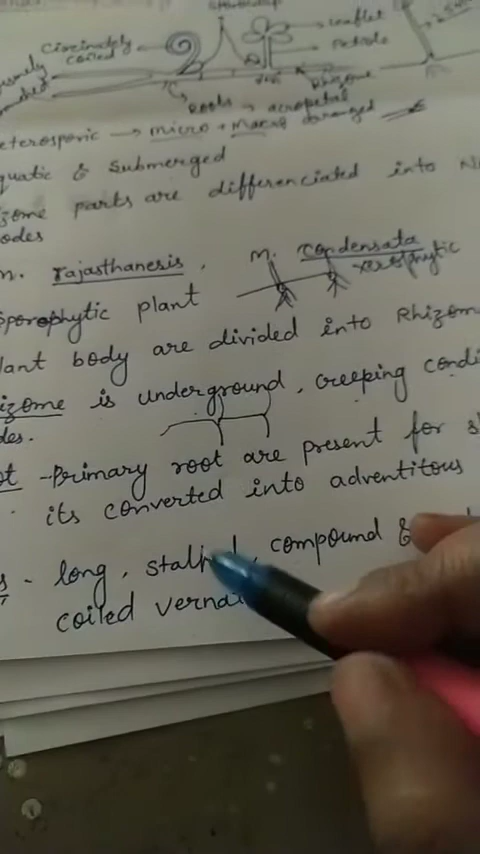 Circinately
coiled
leaflet
Petiole
Rhizome
Roots → acropetal
eterosporic → micro + Macro arranged
quatic & Submerged
zome parts are differenciated into N
odes
m. rajasthanesis. M. Condensata
xerophytic
sporophytic plant
lant body are divided into Rhizom
izome is underground, creeping condi
des.
ot - primary root are present for s
its converted into adventitous
s - long, stal , compound &
coiled verna